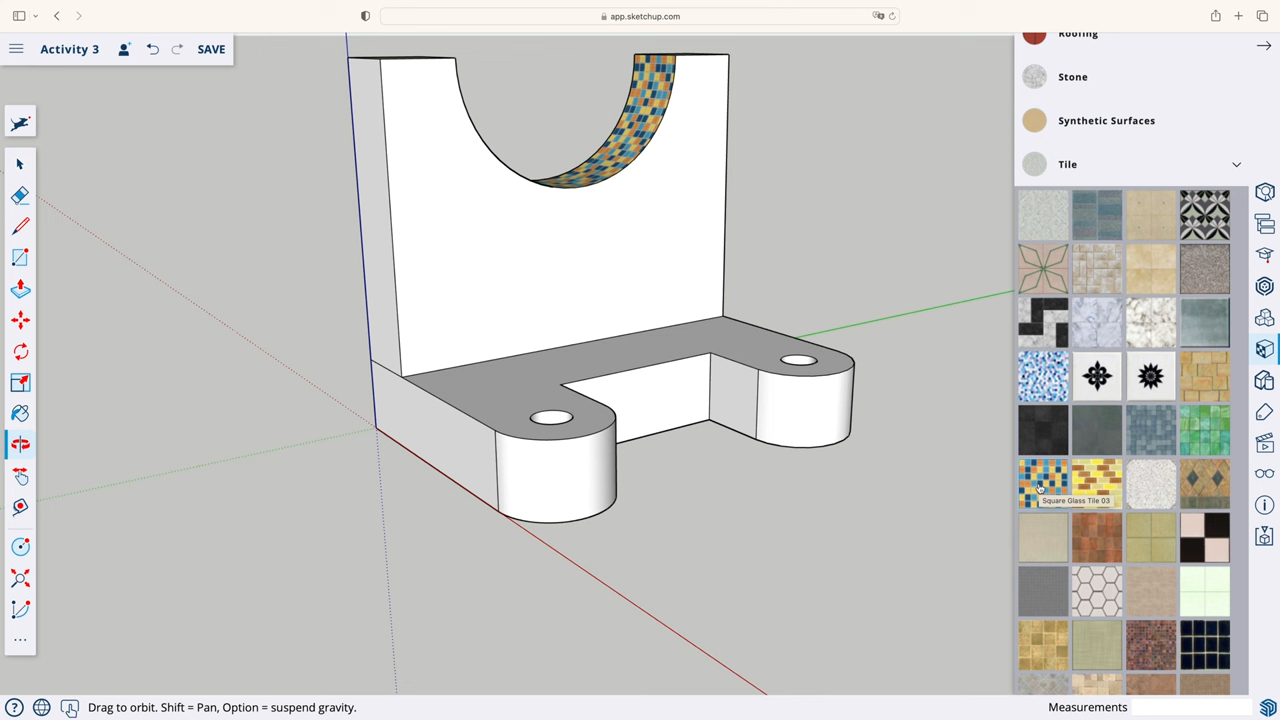 app.sketchup.com
Activity 3
SAVE
Roofing
Stone
Synthetic Surfaces
Tile
Square Glass Tile 03
Drag to orbit. Shift = Pan, Option = suspend gravity.
Measurements